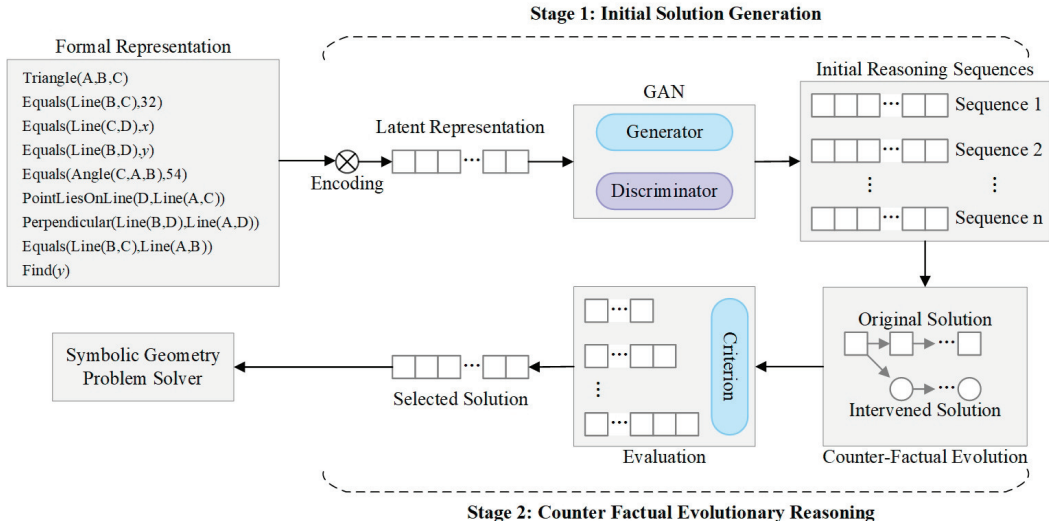 Stage 1: Initial Solution Generation
Formal Representation
Triangle(A,B,C)
Equals(Line(B,C),32)
Equals(Line(C,D),x)
Equals(Line(B,D),y)
Equals(Angle(C,A,B),54)
PointLiesOnLine(D,Line(A,C))
Perpendicular(Line(B,D),Line(A,D))
Equals(Line(B,C),Line(A,B))
Find(y)
Encoding
Latent Representation
GAN
Generator
Discriminator
Initial Reasoning Sequences
Sequence 1
Sequence 2
Sequence n
Original Solution
Intervened Solution
Counter-Factual Evolution
Criterion
Evaluation
Selected Solution
Symbolic Geometry
Problem Solver
Stage 2: Counter Factual Evolutionary Reasoning